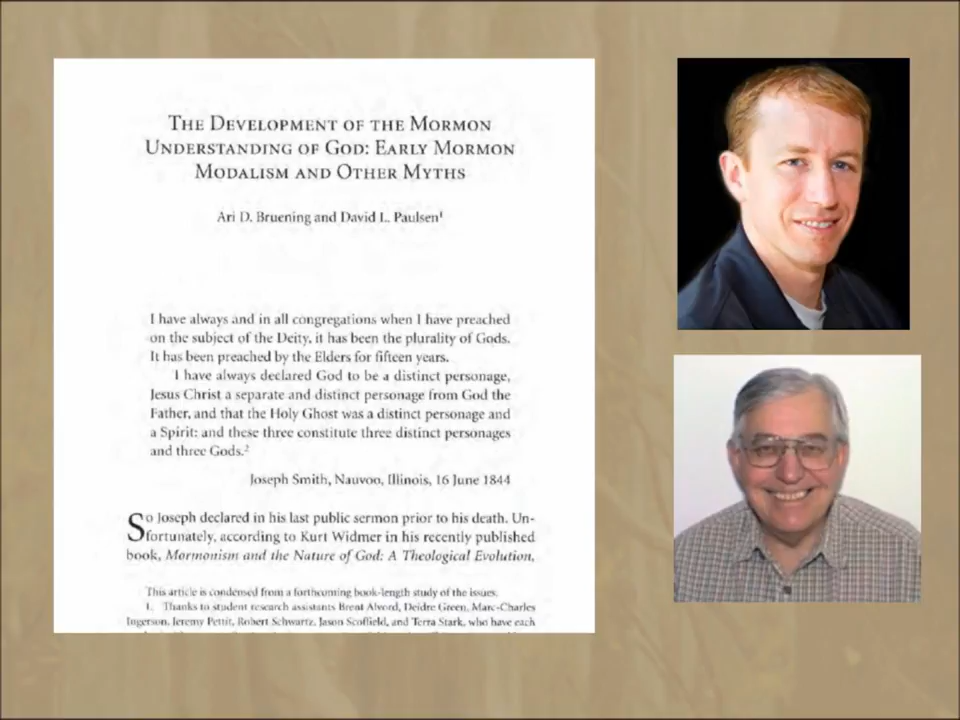 THE DEVELOPMENT OF THE MORMON
UNDERSTANDING OF GOD: EARLY MORMON
MODALISM AND OTHER MYTHS
Ari D. Bruening and David L. Paulsen¹
I have always and in all congregations when I have preached
on the subject of the Deity, it has been the plurality of Gods.
It has been preached by the Elders for fifteen years.
I have always declared God to be a distinct personage,
Jesus Christ a separate and distinct personage from God the
Father, and that the Holy Ghost was a distinct personage and
a Spirit: and these three constitute three distinct personages
and three Gods.²
Joseph Smith, Nauvoo, Illinois, 16 June 1844
So Joseph declared in his last public sermon prior to his death. Un-
fortunately, according to Kurt Widmer in his recently published
book, Mormonism and the Nature of God: A Theological Evolution,
This article is condensed from a forthcoming book-length study of the issues.
1. Thanks to student research assistants Brent Alvord, Deidre Green, Marc-Charles
Ingerson, Jeremy Pettit, Robert Schwartz, Jason Scoffield, and Terra Stark, who have each